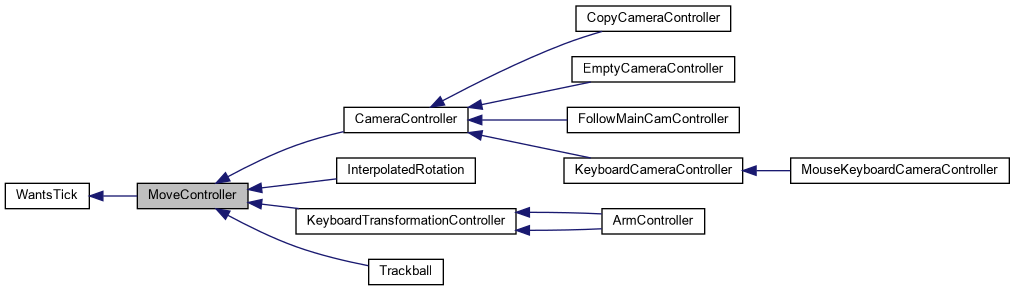 CopyCameraController
EmptyCameraController
CameraController
FollowMainCamController
InterpolatedRotation
KeyboardCameraController
MouseKeyboardCameraController
WantsTick
MoveController
KeyboardTransformationController
ArmController
Trackball